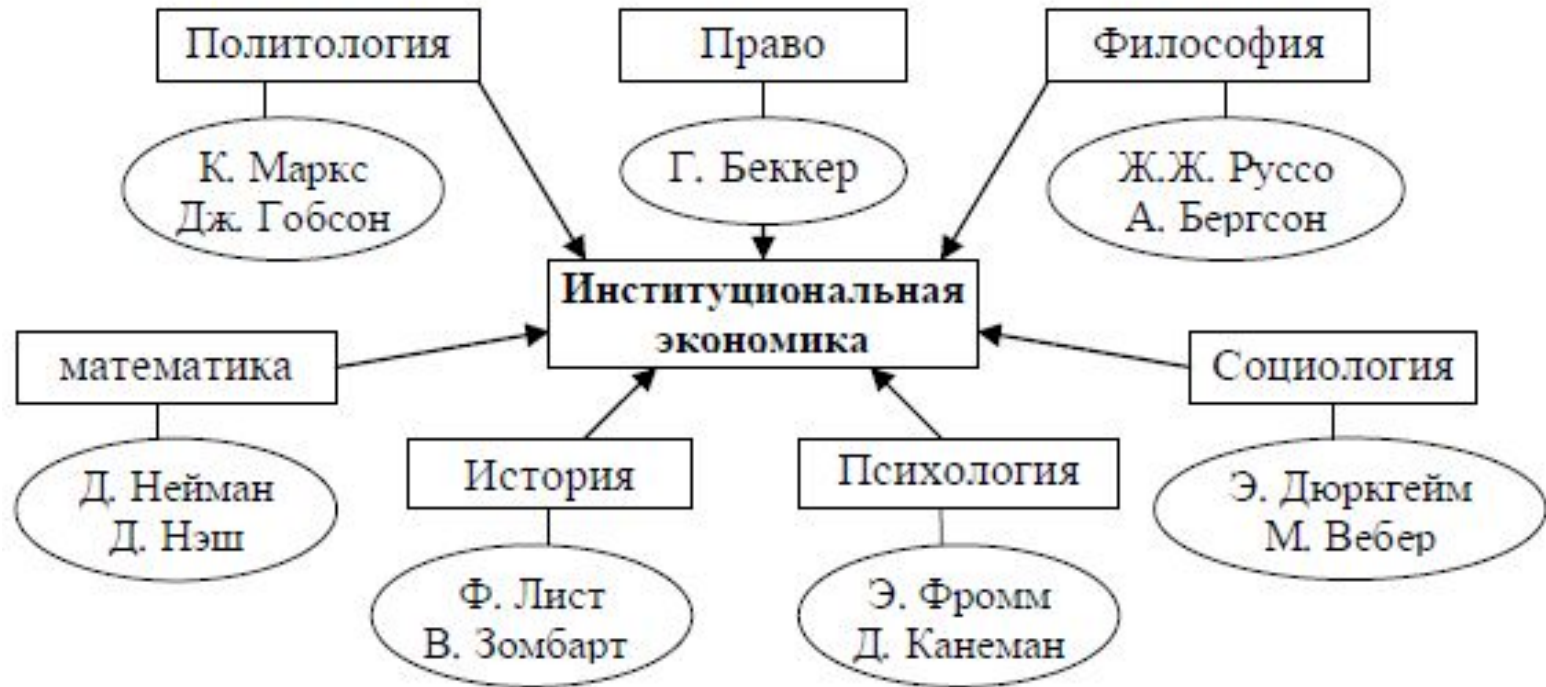 Политология
Право
Философия
К. Маркс
Дж. Гобсон
Г. Беккер
Ж.Ж. Руссо
А. Бергсон
Институциональная
экономика
математика
Социология
Д. Нейман
Д. Нэш
История
Психология
Э. Дюркгейм
М. Вебер
Ф. Лист
В. Зомбарт
Э. Фромм
Д. Канеман